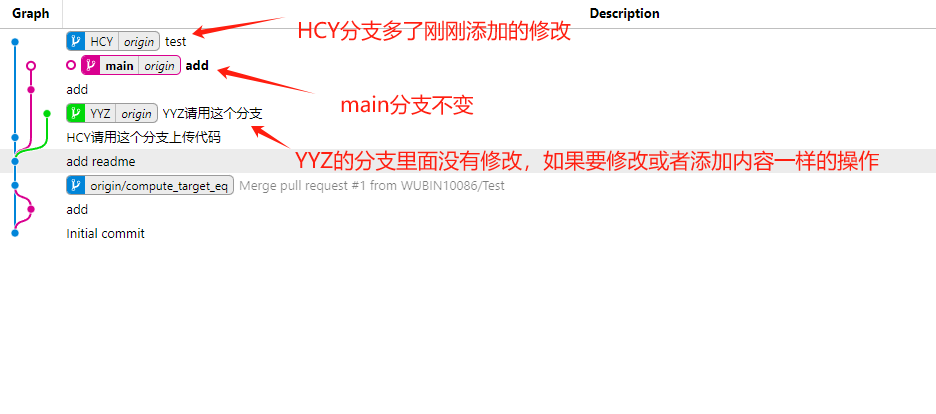 Graph Description
HCY origin test
HCY分支多了刚刚添加的修改
main origin add
add
main分支不变
YYZ origin YYZ请用这个分支
HCY请用这个分支上传代码
add readme
YYZ的分支里面没有修改，如果要修改或者添加内容一样的操作
origin/compute_target_eq Merge pull request #1 from WUBIN10086/Test
add
Initial commit